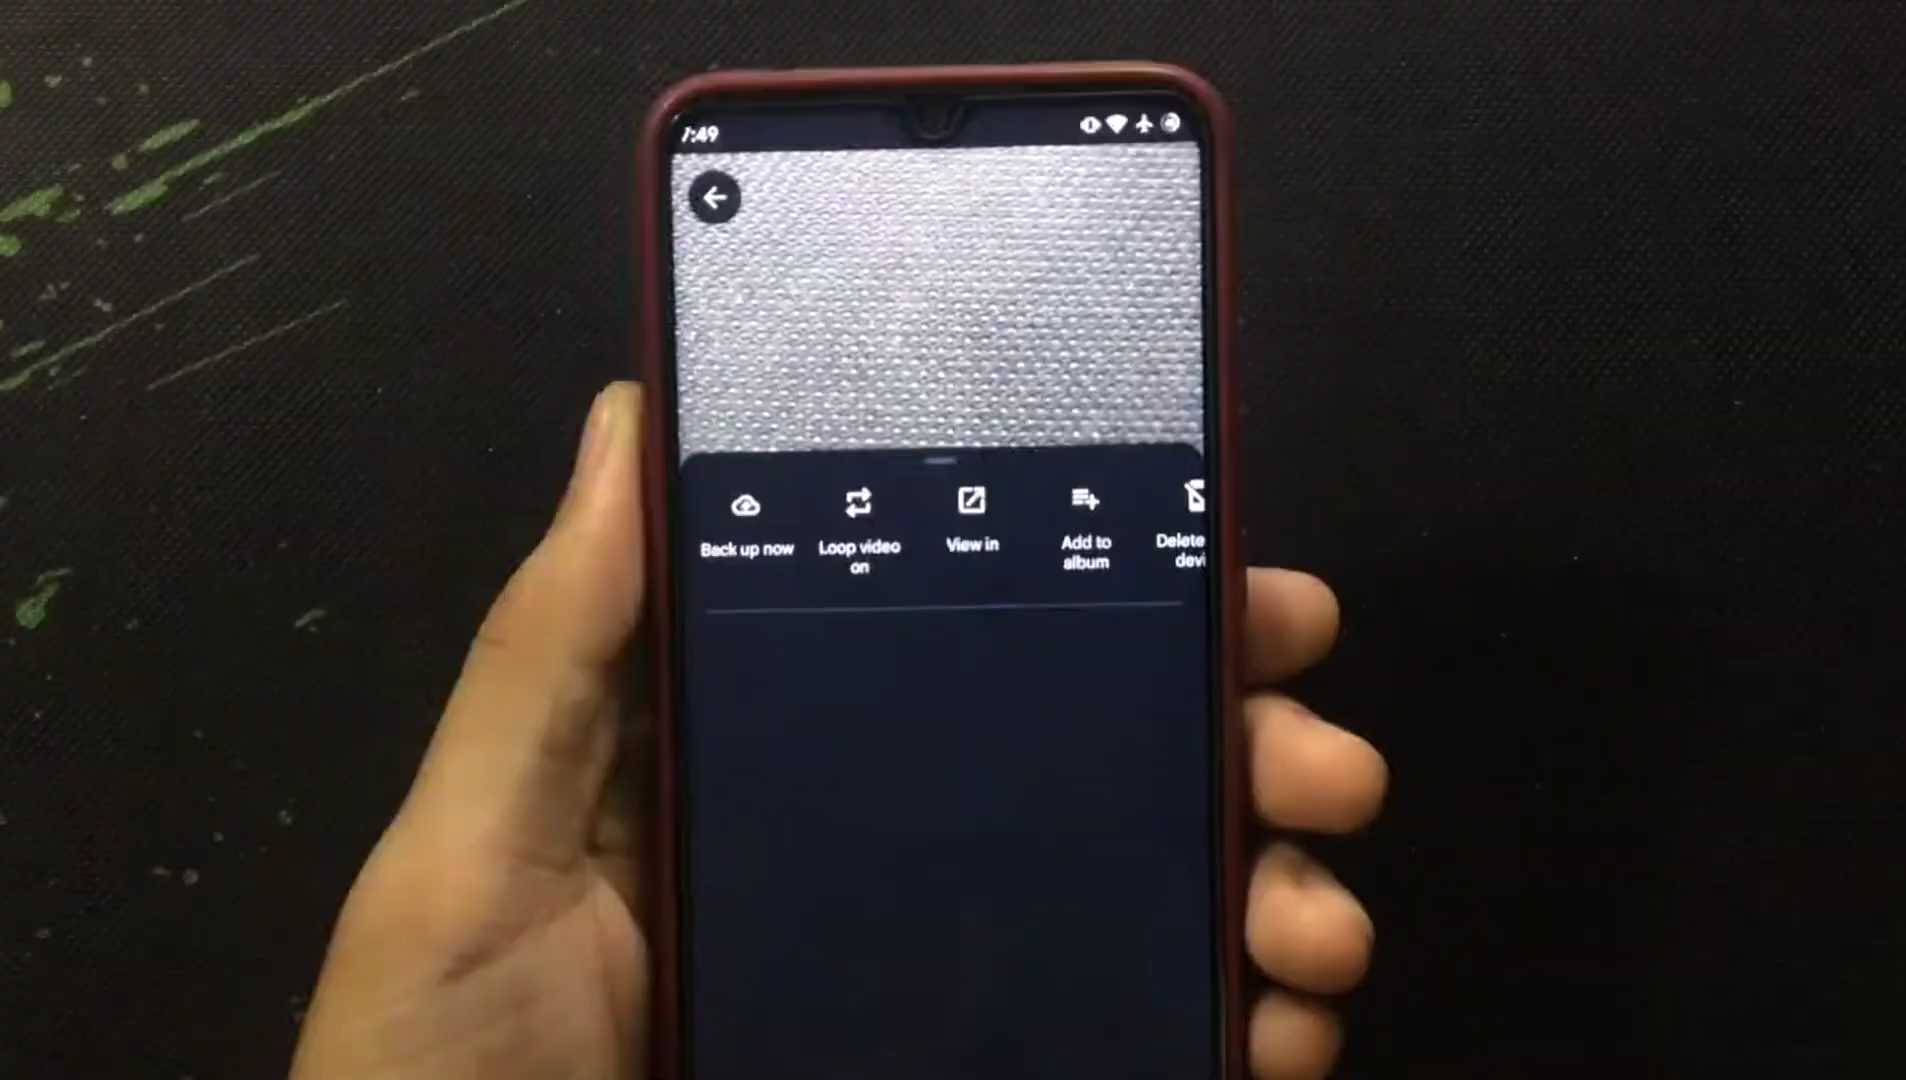 7:49
Back up now
Loop video
on
View in
Add to
album
Delete
devi